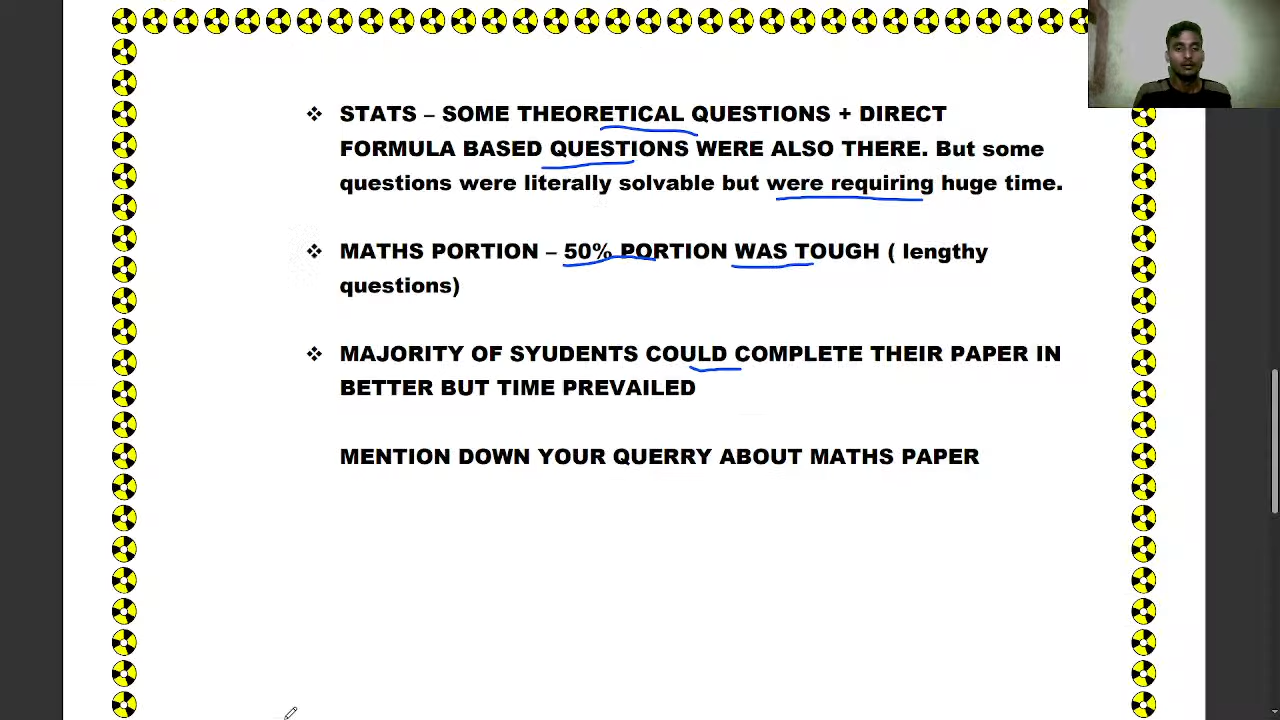 ❖ STATS – SOME THEORETICAL QUESTIONS + DIRECT
FORMULA BASED QUESTIONS WERE ALSO THERE. But some
questions were literally solvable but were requiring huge time.
❖ MATHS PORTION – 50% PORTION WAS TOUGH ( lengthy
questions)
❖ MAJORITY OF SYUDENTS COULD COMPLETE THEIR PAPER IN
BETTER BUT TIME PREVAILED
MENTION DOWN YOUR QUERRY ABOUT MATHS PAPER